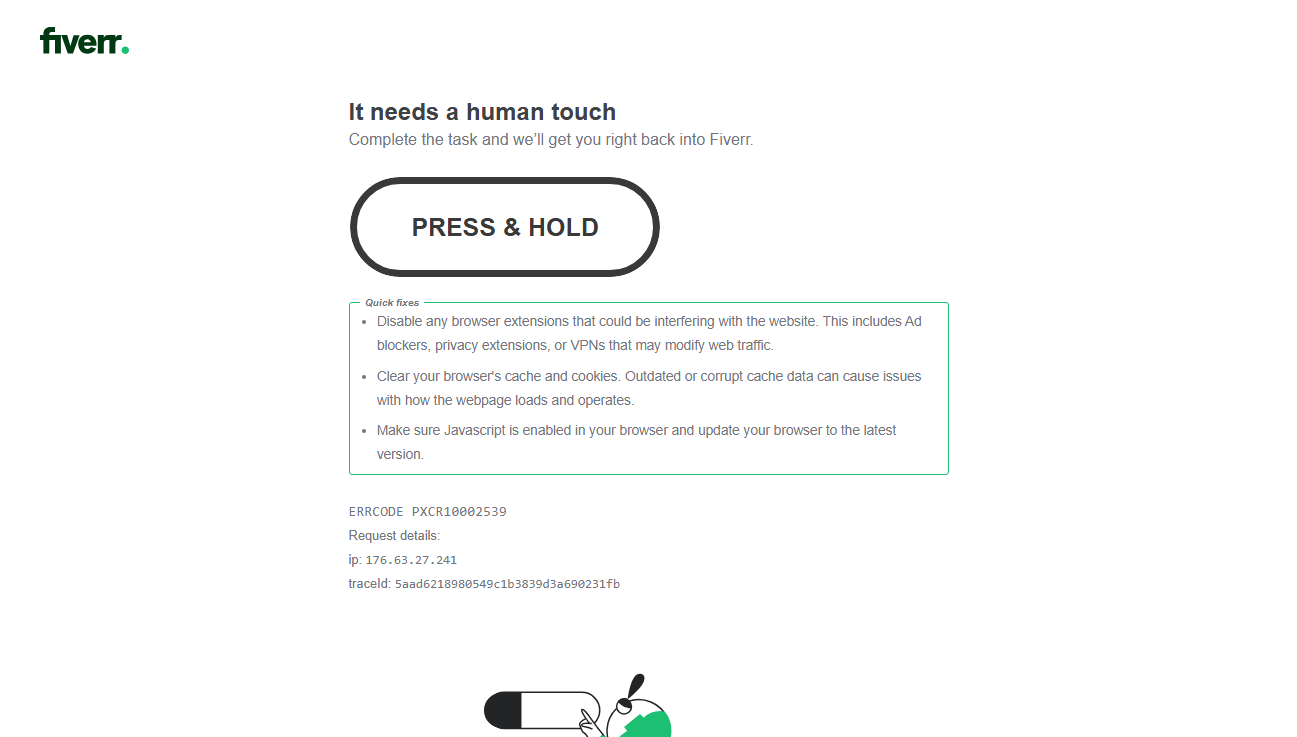 fiverr.
It needs a human touch
Complete the task and we’ll get you right back into Fiverr.
PRESS & HOLD
Quick fixes
• Disable any browser extensions that could be interfering with the website. This includes Ad
blockers, privacy extensions, or VPNs that may modify web traffic.
• Clear your browser's cache and cookies. Outdated or corrupt cache data can cause issues
with how the webpage loads and operates.
• Make sure Javascript is enabled in your browser and update your browser to the latest
version.
ERRCODE PXCR10002539
Request details:
ip: 176.63.27.241
traceId: 5aad6218980549c1b3839d3a690231fb